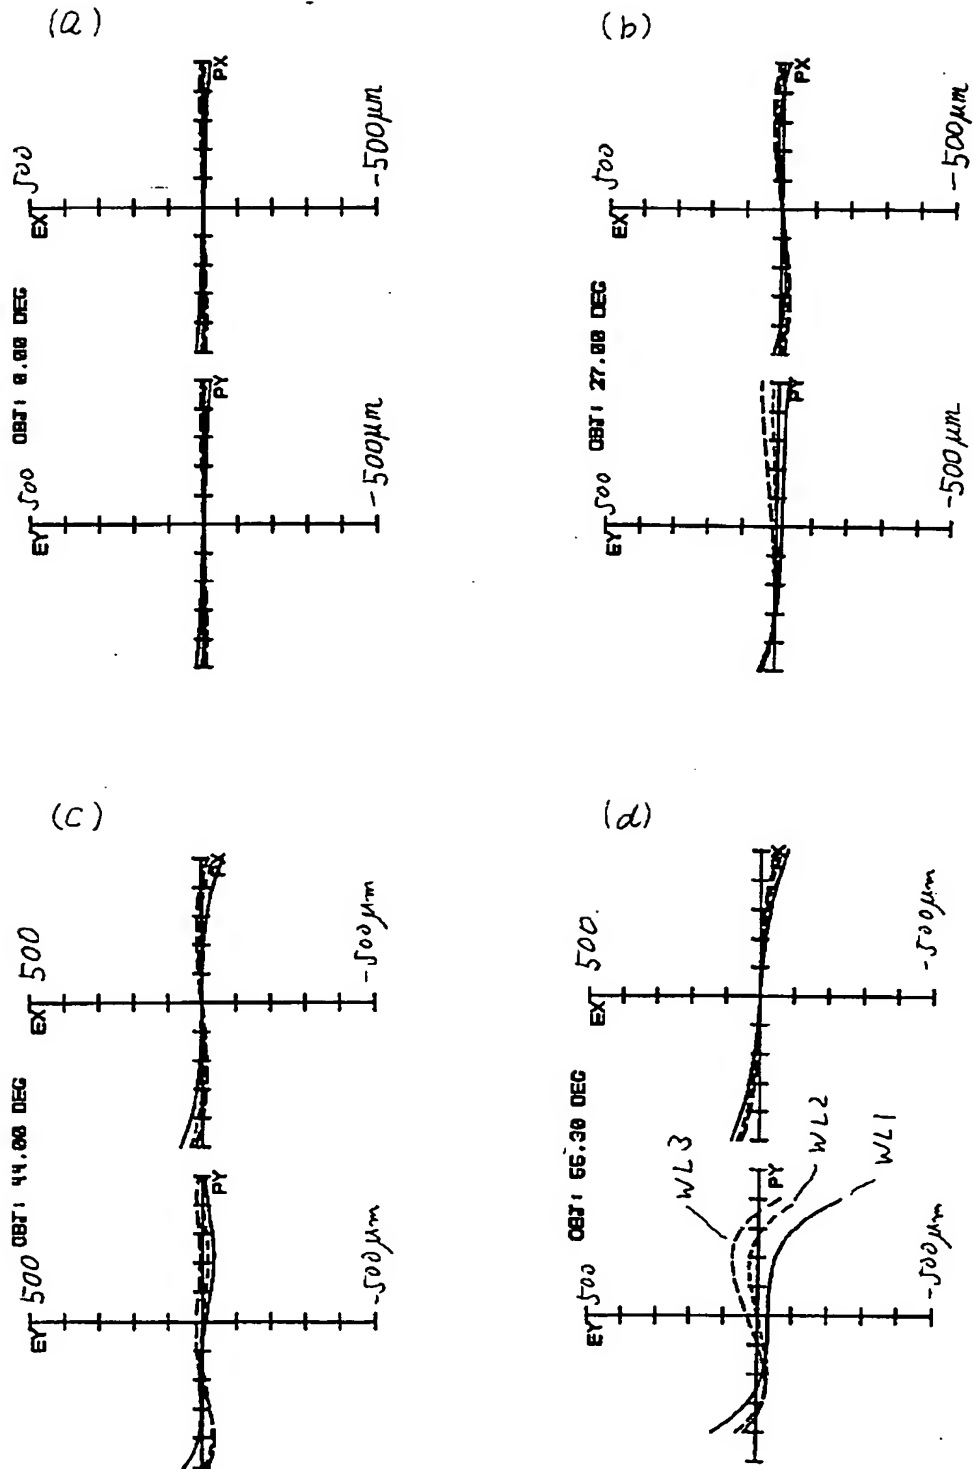 (a)
EX 500
PX
-500μm
OBJ: 0.00 DEG
EY 500
PY
-500μm
(b)
EX 500
PX
-500μm
OBJ: 27.00 DEG
EY 500
PY
-500μm
(c)
EX 500
PX
-500μm
OBJ: 44.00 DEG
EY 500
PY
-500μm
(d)
EX 500.
PX
-500μm
OBJ: 66.30 DEG
EY 500
PY
WL3
WL2
WL1
-500μm